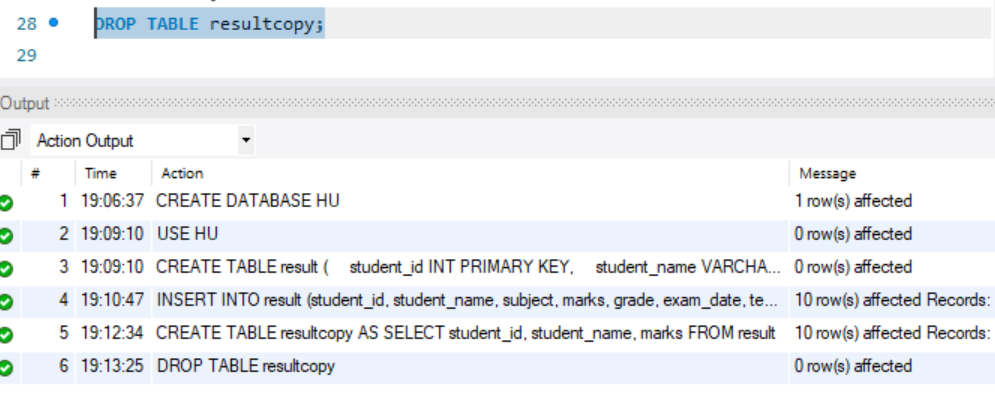 28 DROP TABLE resultcopy;
29
Output
Action Output
# Time Action Message
1 19:06:37 CREATE DATABASE HU 1 row(s) affected
2 19:09:10 USE HU 0 row(s) affected
3 19:09:10 CREATE TABLE result ( student_id INT PRIMARY KEY, student_name VARCHA... 0 row(s) affected
4 19:10:47 INSERT INTO result (student_id, student_name, subject, marks, grade, exam_date, te... 10 row(s) affected Records:
5 19:12:34 CREATE TABLE resultcopy AS SELECT student_id, student_name, marks FROM result 10 row(s) affected Records:
6 19:13:25 DROP TABLE resultcopy 0 row(s) affected